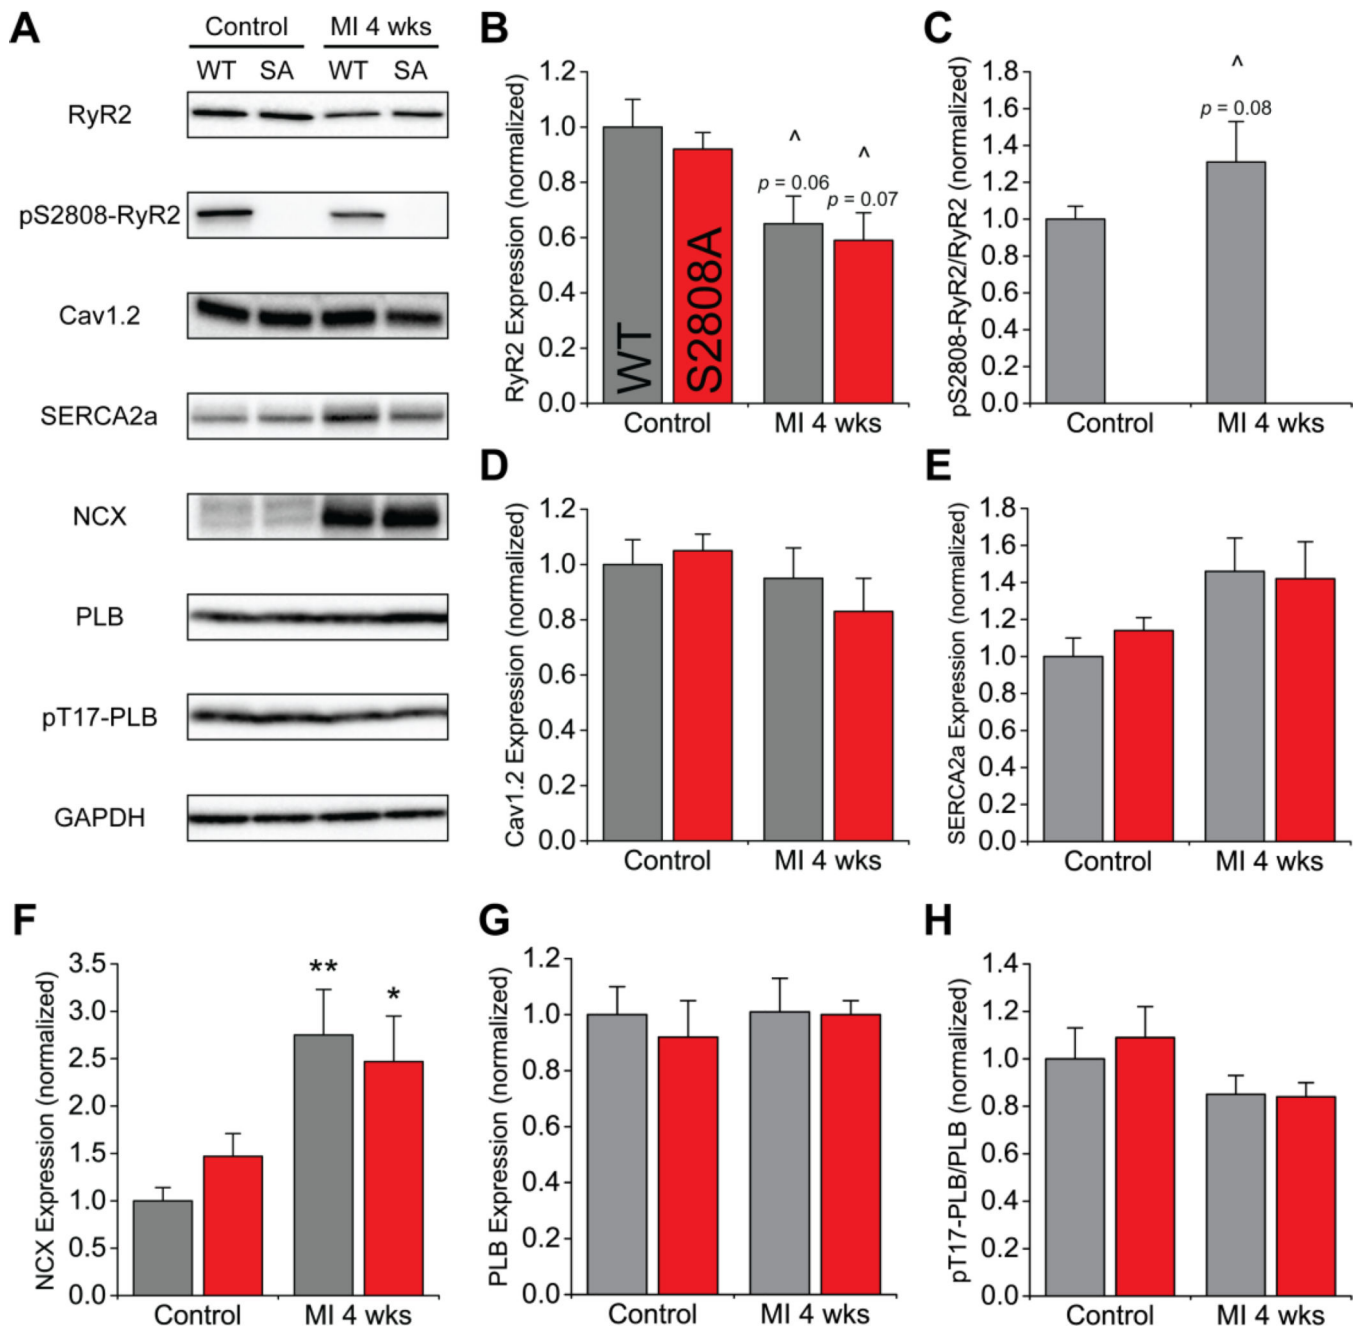 A
Control MI 4 wks
WT SA WT SA
RyR2
pS2808-RyR2
Cav1.2
SERCA2a
NCX
PLB
pT17-PLB
GAPDH
B
RyR2 Expression (normalized)
1.2
1.0
0.8
0.6
0.4
0.2
0.0
WT
S2808A
^
^
p = 0.06
p = 0.07
Control MI 4 wks
C
pS2808-RyR2/RyR2 (normalized)
1.8
1.6
1.4
1.2
1.0
0.8
0.6
0.4
0.2
0.0
^
p = 0.08
Control MI 4 wks
D
Cav1.2 Expression (normalized)
1.2
1.0
0.8
0.6
0.4
0.2
0.0
Control MI 4 wks
E
SERCA2a Expression (normalized)
1.8
1.6
1.4
1.2
1.0
0.8
0.6
0.4
0.2
0.0
Control MI 4 wks
F
NCX Expression (normalized)
3.5
3.0
2.5
2.0
1.5
1.0
0.5
0.0
**
*
Control MI 4 wks
G
PLB Expression (normalized)
1.2
1.0
0.8
0.6
0.4
0.2
0.0
Control MI 4 wks
H
pT17-PLB/PLB (normalized)
1.4
1.2
1.0
0.8
0.6
0.4
0.2
0.0
Control MI 4 wks